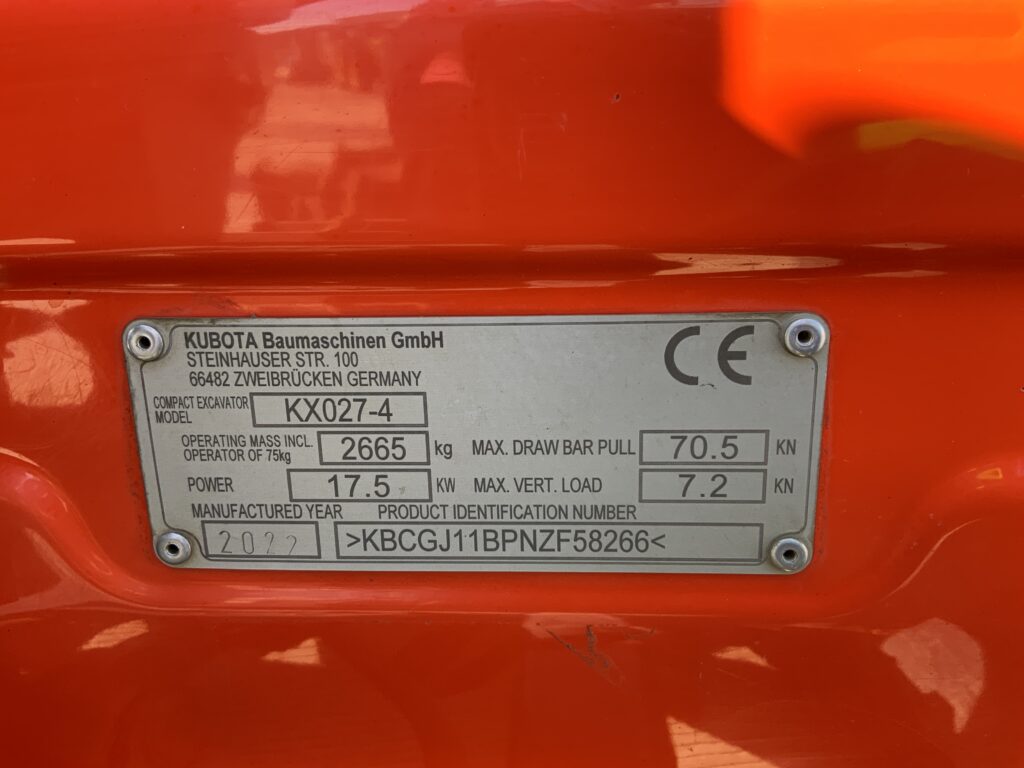 KUBOTA Baumaschinen GmbH
STEINHAUSER STR. 100
66482 ZWEIBRÜCKEN GERMANY
CE
COMPACT EXCAVATOR MODEL KX027-4
OPERATING MASS INCL. OPERATOR OF 75kg 2665 kg MAX. DRAW BAR PULL 70.5 KN
POWER 17.5 KW MAX. VERT. LOAD 7.2 KN
MANUFACTURED YEAR PRODUCT IDENTIFICATION NUMBER
2022 >KBCGJ11BPNZF58266<